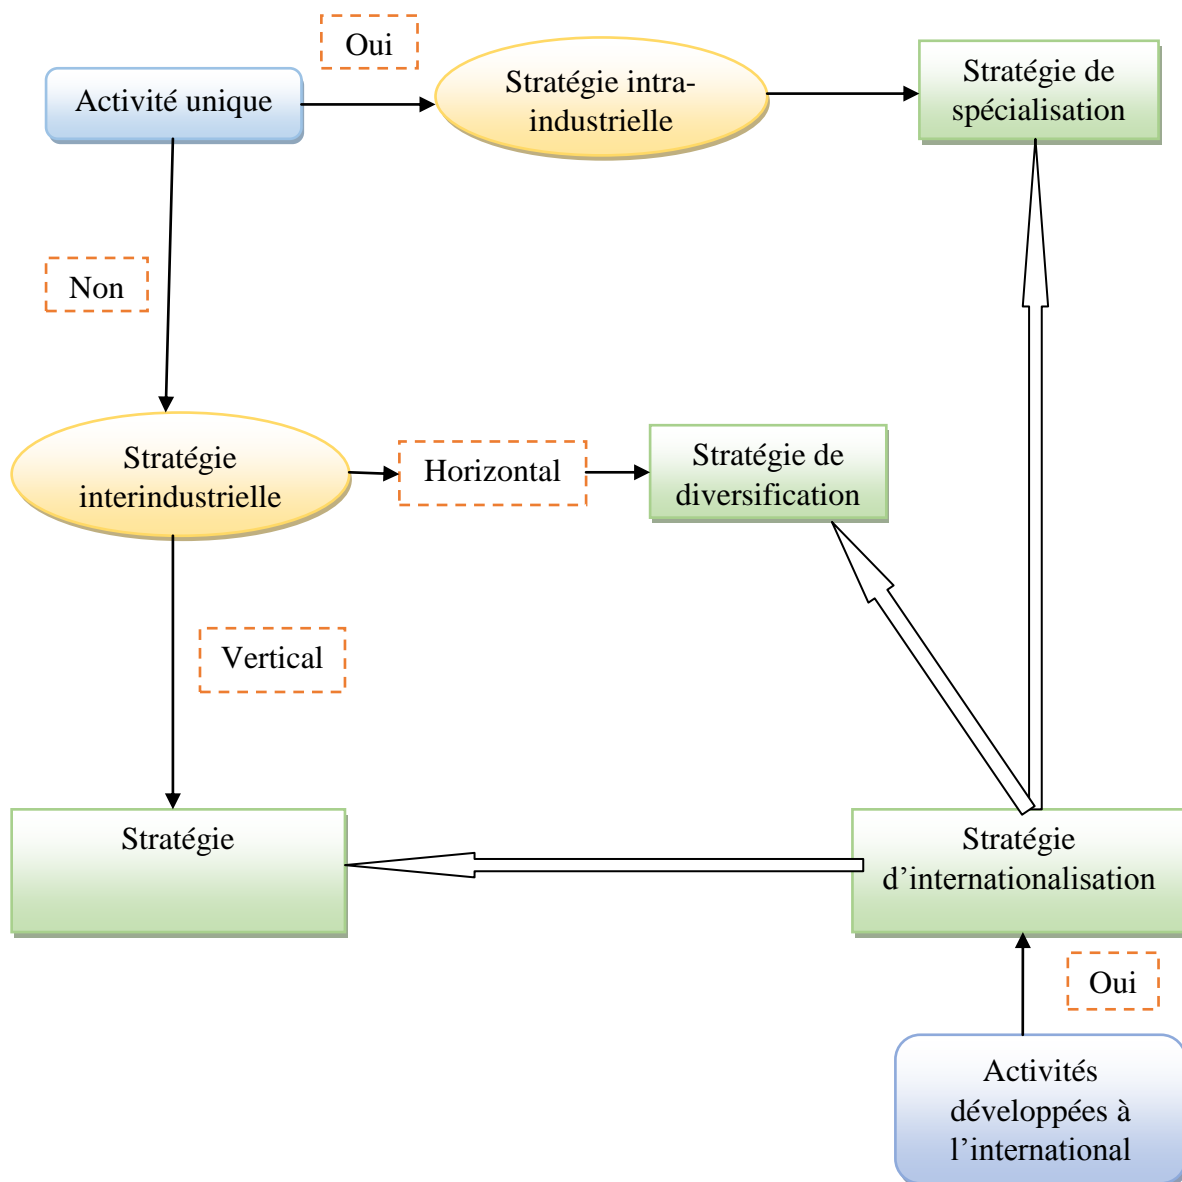 Oui
Activité unique
Stratégie intra-
industrielle
Stratégie de
spécialisation
Non
Stratégie
interindustrielle
Horizontal
Stratégie de
diversification
Vertical
Stratégie
Stratégie
d’internationalisation
Oui
Activités
développées à
l’international